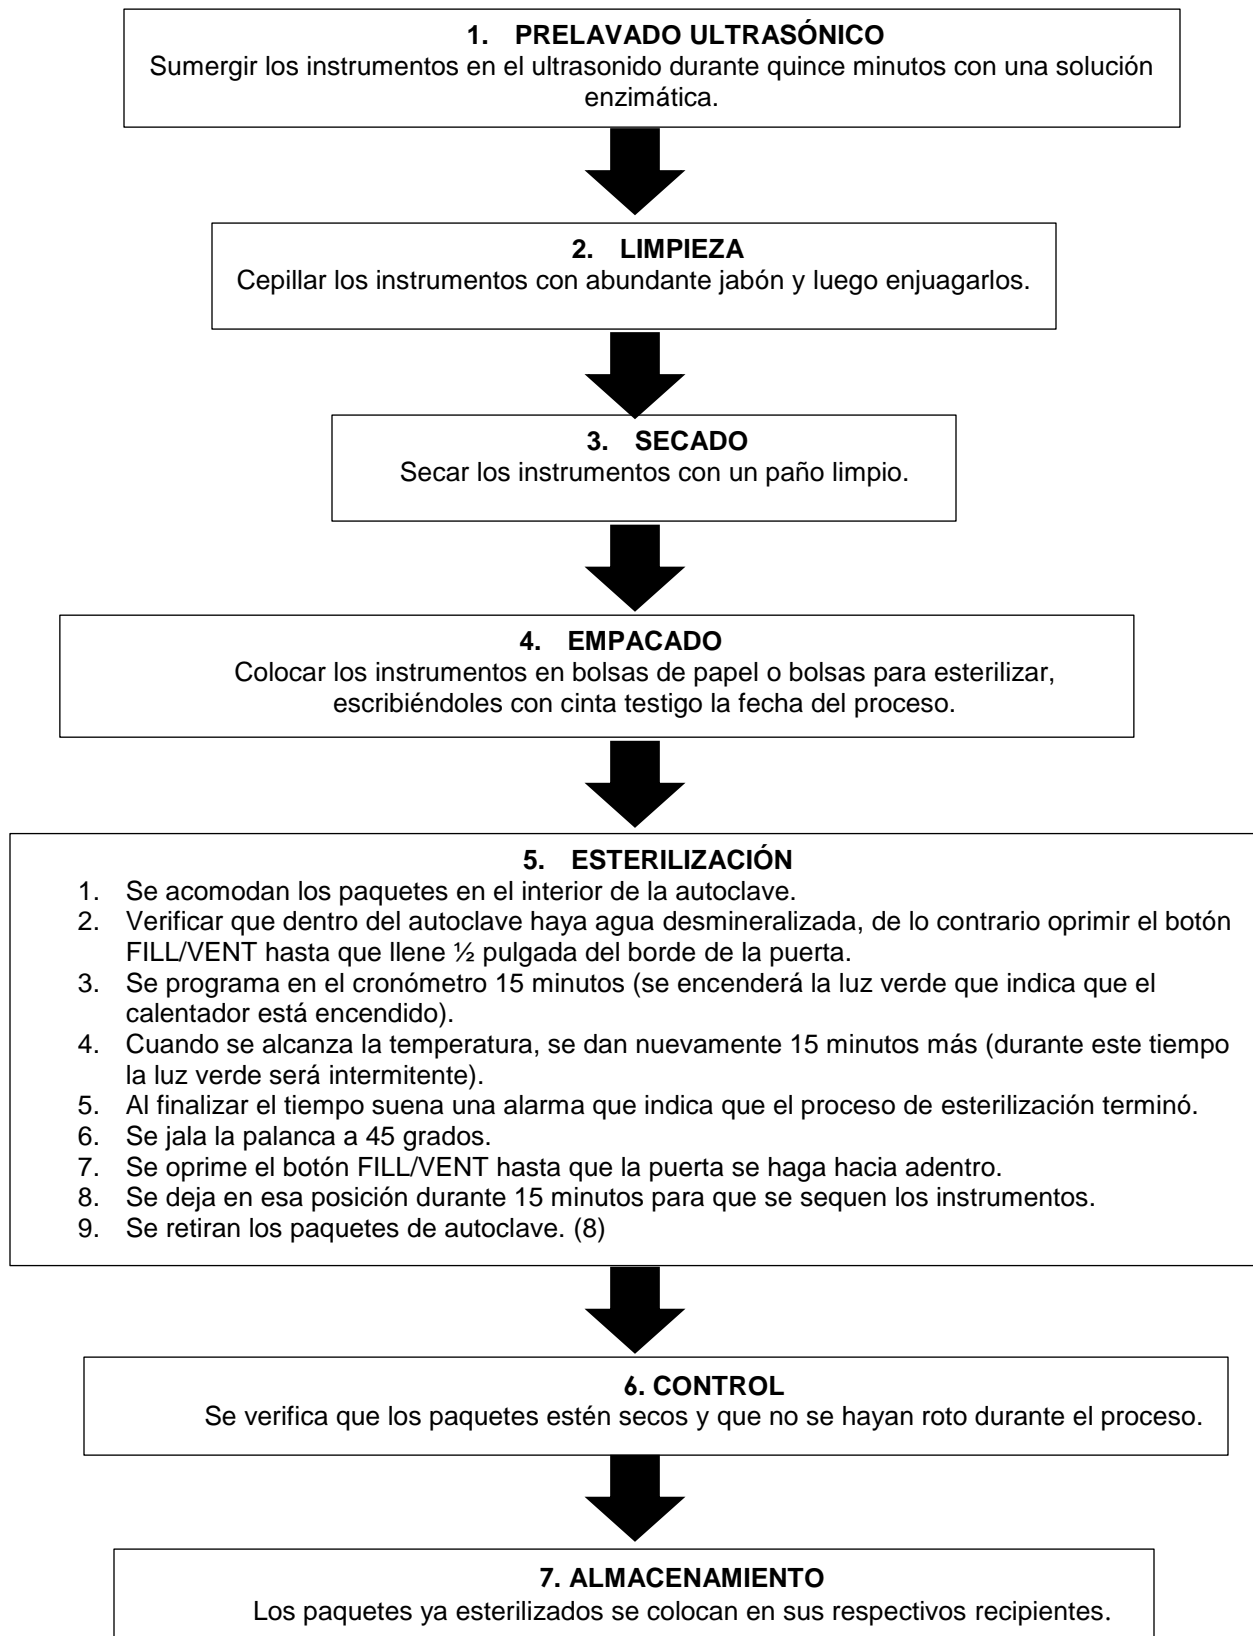 1. PRELAVADO ULTRASÓNICO
Sumergir los instrumentos en el ultrasonido durante quince minutos con una solución
enzimática.
2. LIMPIEZA
Cepillar los instrumentos con abundante jabón y luego enjuagarlos.
3. SECADO
Secar los instrumentos con un paño limpio.
4. EMPACADO
Colocar los instrumentos en bolsas de papel o bolsas para esterilizar,
escribiéndoles con cinta testigo la fecha del proceso.
5. ESTERILIZACIÓN
1. Se acomodan los paquetes en el interior de la autoclave.
2. Verificar que dentro del autoclave haya agua desmineralizada, de lo contrario oprimir el botón
FILL/VENT hasta que llene ½ pulgada del borde de la puerta.
3. Se programa en el cronómetro 15 minutos (se encenderá la luz verde que indica que el
calentador está encendido).
4. Cuando se alcanza la temperatura, se dan nuevamente 15 minutos más (durante este tiempo
la luz verde será intermitente).
5. Al finalizar el tiempo suena una alarma que indica que el proceso de esterilización terminó.
6. Se jala la palanca a 45 grados.
7. Se oprime el botón FILL/VENT hasta que la puerta se haga hacia adentro.
8. Se deja en esa posición durante 15 minutos para que se sequen los instrumentos.
9. Se retiran los paquetes de autoclave. (8)
6. CONTROL
Se verifica que los paquetes estén secos y que no se hayan roto durante el proceso.
7. ALMACENAMIENTO
Los paquetes ya esterilizados se colocan en sus respectivos recipientes.